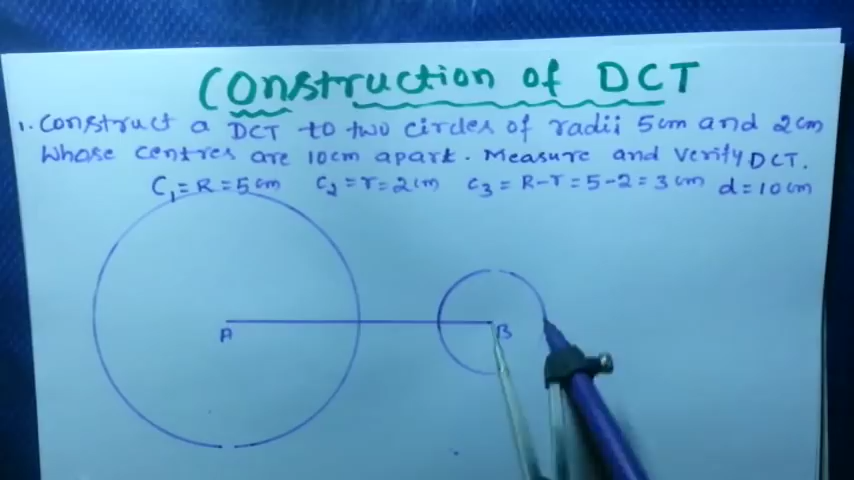 Construction of DCT
1. Construct a DCT to two circles of radii 5cm and 2cm
whose centres are 10cm apart. Measure and verify DCT.
C₁=R=5cm C₂=r=2cm C₃=R-r=5-2=3cm d=10cm
A B